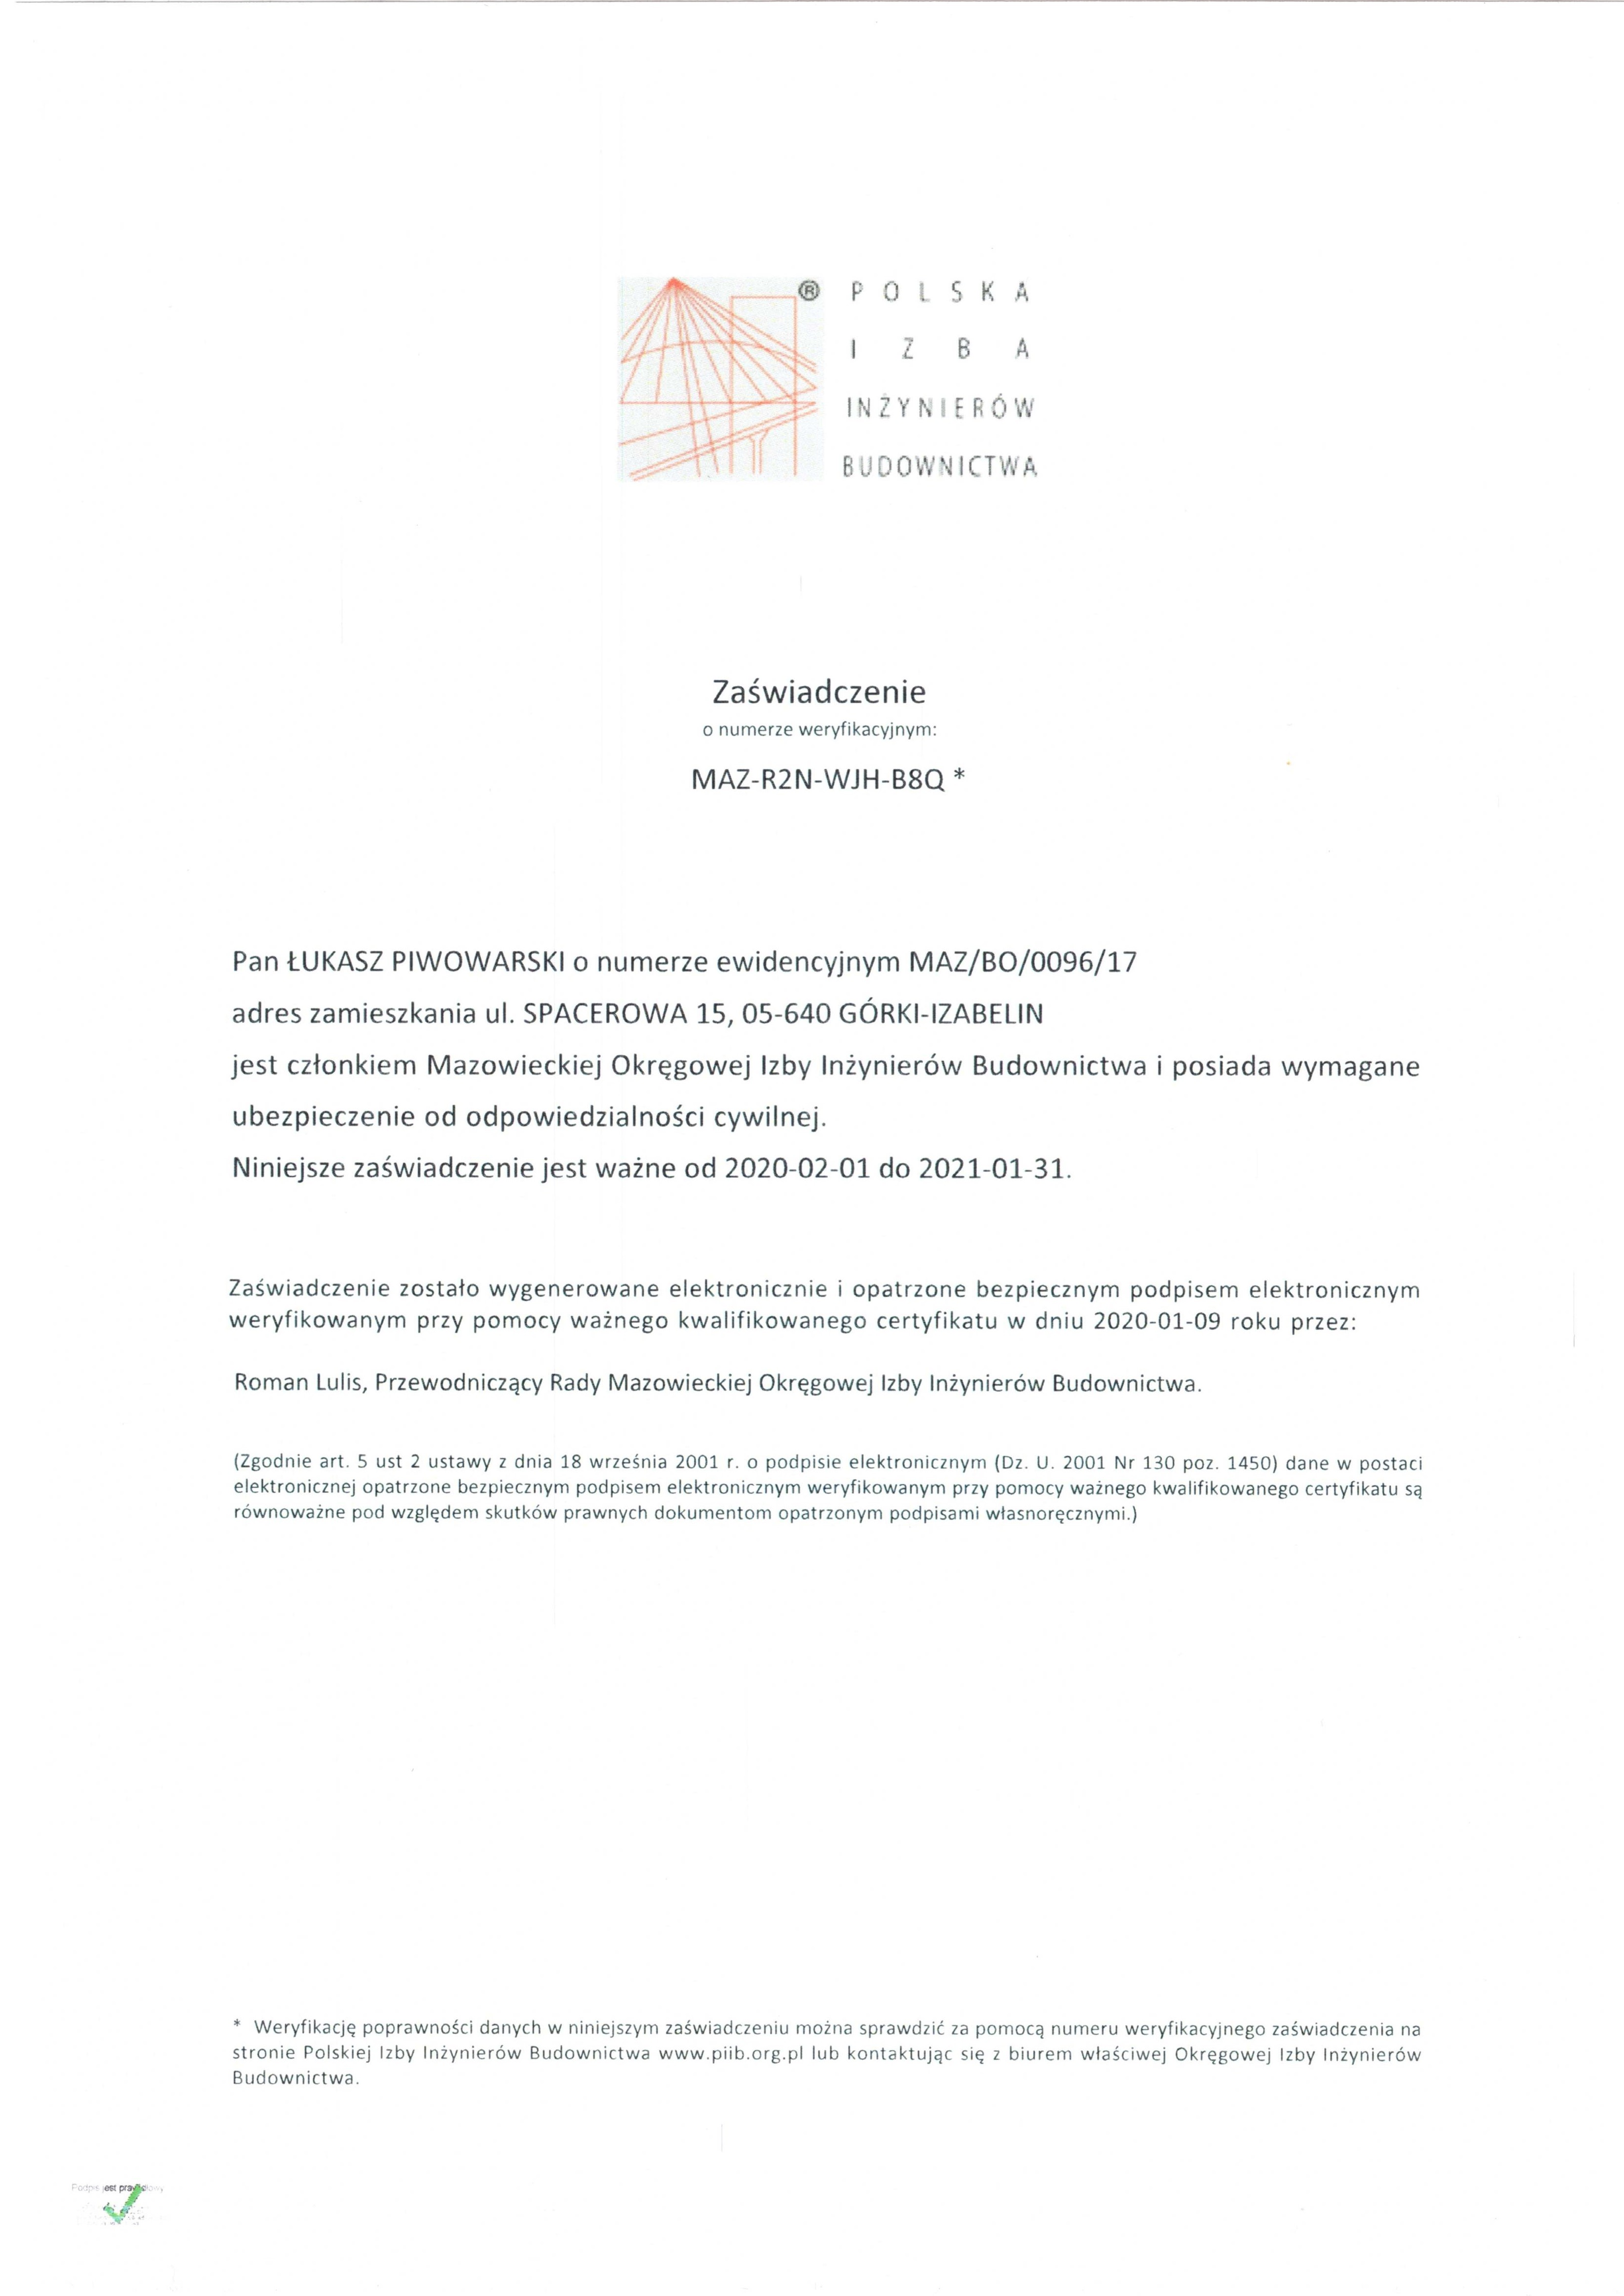 ®
POLSKA
IZBA
INŻYNIERÓW
BUDOWNICTWA
Zaświadczenie
o numerze weryfikacyjnym:
MAZ-R2N-WJH-B8Q *
Pan ŁUKASZ PIWOWARSKI o numerze ewidencyjnym MAZ/BO/0096/17
adres zamieszkania ul. SPACEROWA 15, 05-640 GÓRKI-IZABELIN
jest członkiem Mazowieckiej Okręgowej Izby Inżynierów Budownictwa i posiada wymagane
ubezpieczenie od odpowiedzialności cywilnej.
Niniejsze zaświadczenie jest ważne od 2020-02-01 do 2021-01-31.
Zaświadczenie zostało wygenerowane elektronicznie i opatrzone bezpiecznym podpisem elektronicznym
weryfikowanym przy pomocy ważnego kwalifikowanego certyfikatu w dniu 2020-01-09 roku przez:
Roman Lulis, Przewodniczący Rady Mazowieckiej Okręgowej Izby Inżynierów Budownictwa.
(Zgodnie art. 5 ust 2 ustawy z dnia 18 września 2001 r. o podpisie elektronicznym (Dz. U. 2001 Nr 130 poz. 1450) dane w postaci
elektronicznej opatrzone bezpiecznym podpisem elektronicznym weryfikowanym przy pomocy ważnego kwalifikowanego certyfikatu są
równoważne pod względem skutków prawnych dokumentom opatrzonym podpisami własnoręcznymi.)
* Weryfikację poprawności danych w niniejszym zaświadczeniu można sprawdzić za pomocą numeru weryfikacyjnego zaświadczenia na
stronie Polskiej Izby Inżynierów Budownictwa www.piib.org.pl lub kontaktując się z biurem właściwej Okręgowej Izby Inżynierów
Budownictwa.
Podpis jest prawidłowy